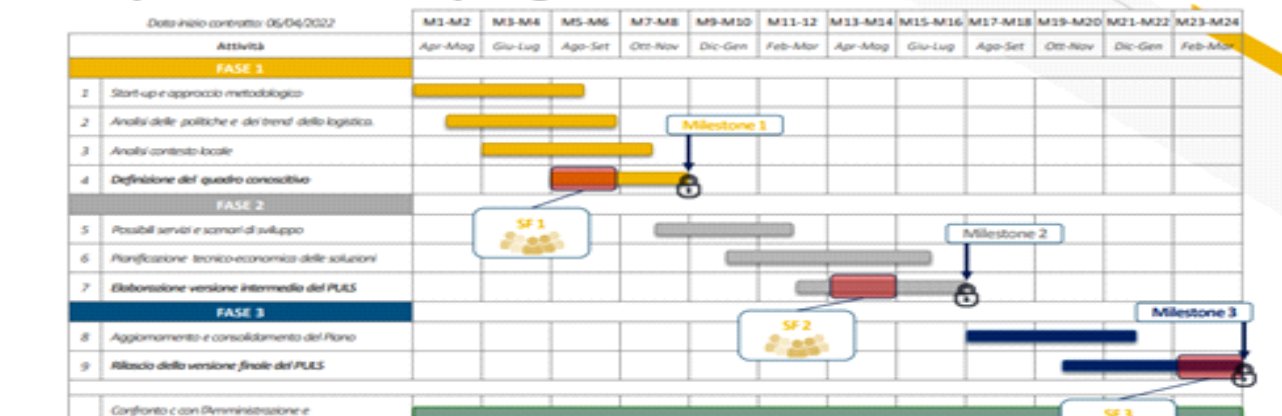 Data inizio contratto: 06/04/2022 M1-M2 M3-M4 M5-M6 M7-M8 M9-M10 M11-12 M13-M14 M15-M16 M17-M18 M19-M20 M21-M22 M23-M24
Attività Apr-Mag Giu-Lug Ago-Set Ott-Nov Dic-Gen Feb-Mar Apr-Mag Giu-Lug Ago-Set Ott-Nov Dic-Gen Feb-Mar
FASE 1
1 Start-up e approccio metodologico
2 Analisi delle politiche e dei trend della logistica.
Milestone 1
3 Analisi contesto locale
4 Definizione del quadro conoscitivo
FASE 2
SF 1
5 Possibili servizi e scenari di sviluppo
Milestone 2
6 Pianificazione tecnico-economica delle soluzioni
7 Elaborazione versione intermedia del PULS
FASE 3
Milestone 3
SF 2
8 Aggiornamento e consolidamento del Piano
9 Rilascio della versione finale del PULS
Confronto c con l'Amministrazione e
SF 3